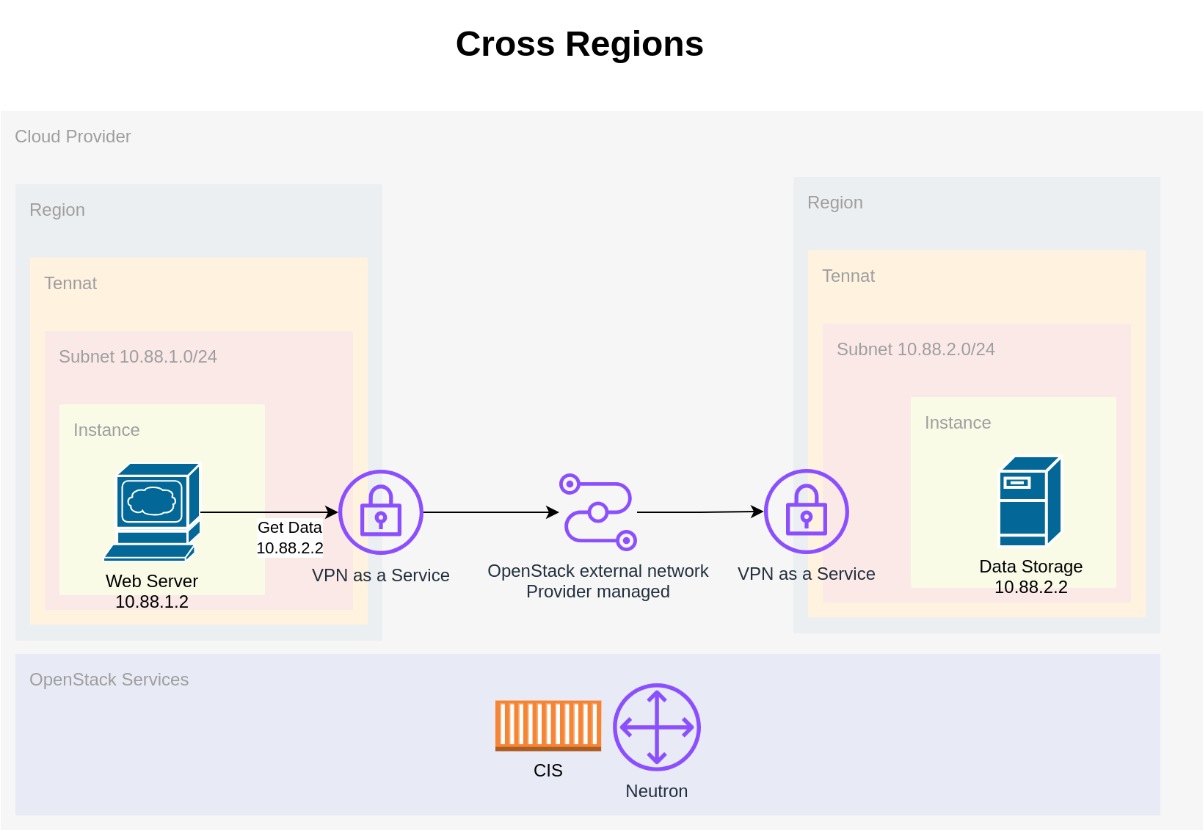 Cross Regions
Cloud Provider
Region
Region
Tennat
Tennat
Subnet 10.88.1.0/24
Subnet 10.88.2.0/24
Instance
Instance
Get Data
10.88.2.2
Web Server
10.88.1.2
VPN as a Service
OpenStack external network
Provider managed
VPN as a Service
Data Storage
10.88.2.2
OpenStack Services
CIS
Neutron